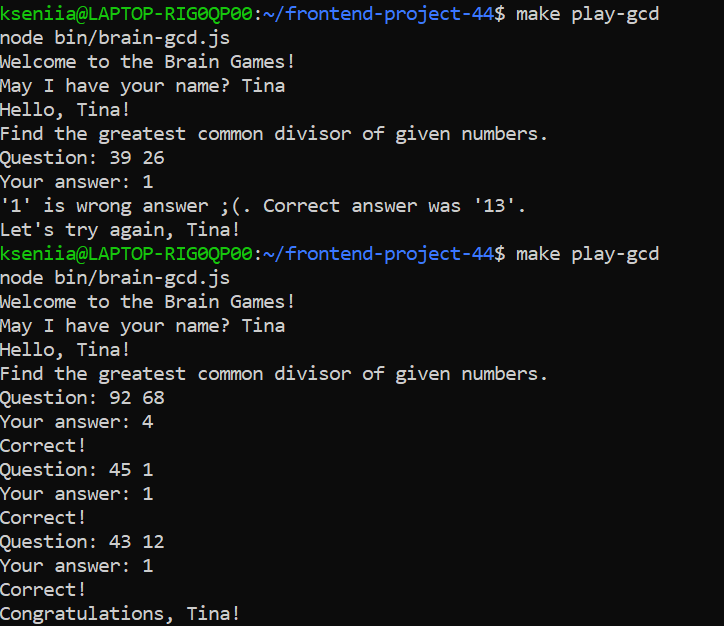 kseniia@LAPTOP-RIG0QP00:~/frontend-project-44$ make play-gcd
node bin/brain-gcd.js
Welcome to the Brain Games!
May I have your name? Tina
Hello, Tina!
Find the greatest common divisor of given numbers.
Question: 39 26
Your answer: 1
'1' is wrong answer ;(. Correct answer was '13'.
Let's try again, Tina!
kseniia@LAPTOP-RIG0QP00:~/frontend-project-44$ make play-gcd
node bin/brain-gcd.js
Welcome to the Brain Games!
May I have your name? Tina
Hello, Tina!
Find the greatest common divisor of given numbers.
Question: 92 68
Your answer: 4
Correct!
Question: 45 1
Your answer: 1
Correct!
Question: 43 12
Your answer: 1
Correct!
Congratulations, Tina!